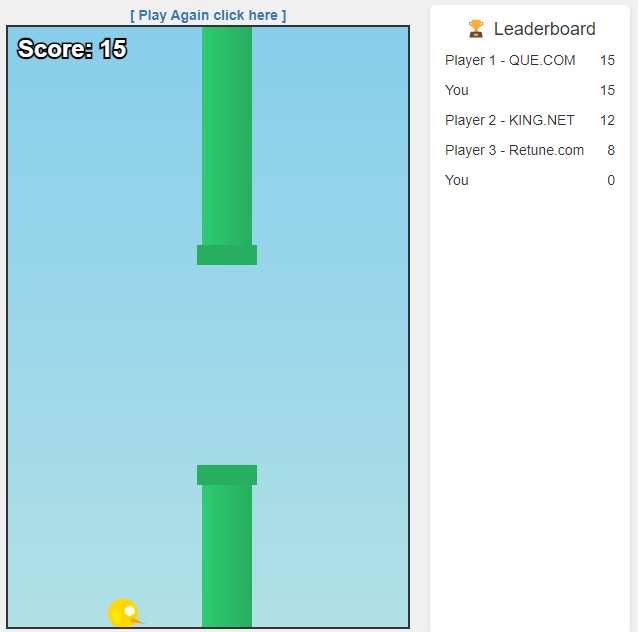 [ Play Again click here ]
Score: 15
🏆 Leaderboard
Player 1 - QUE.COM 15
You 15
Player 2 - KING.NET 12
Player 3 - Retune.com 8
You 0